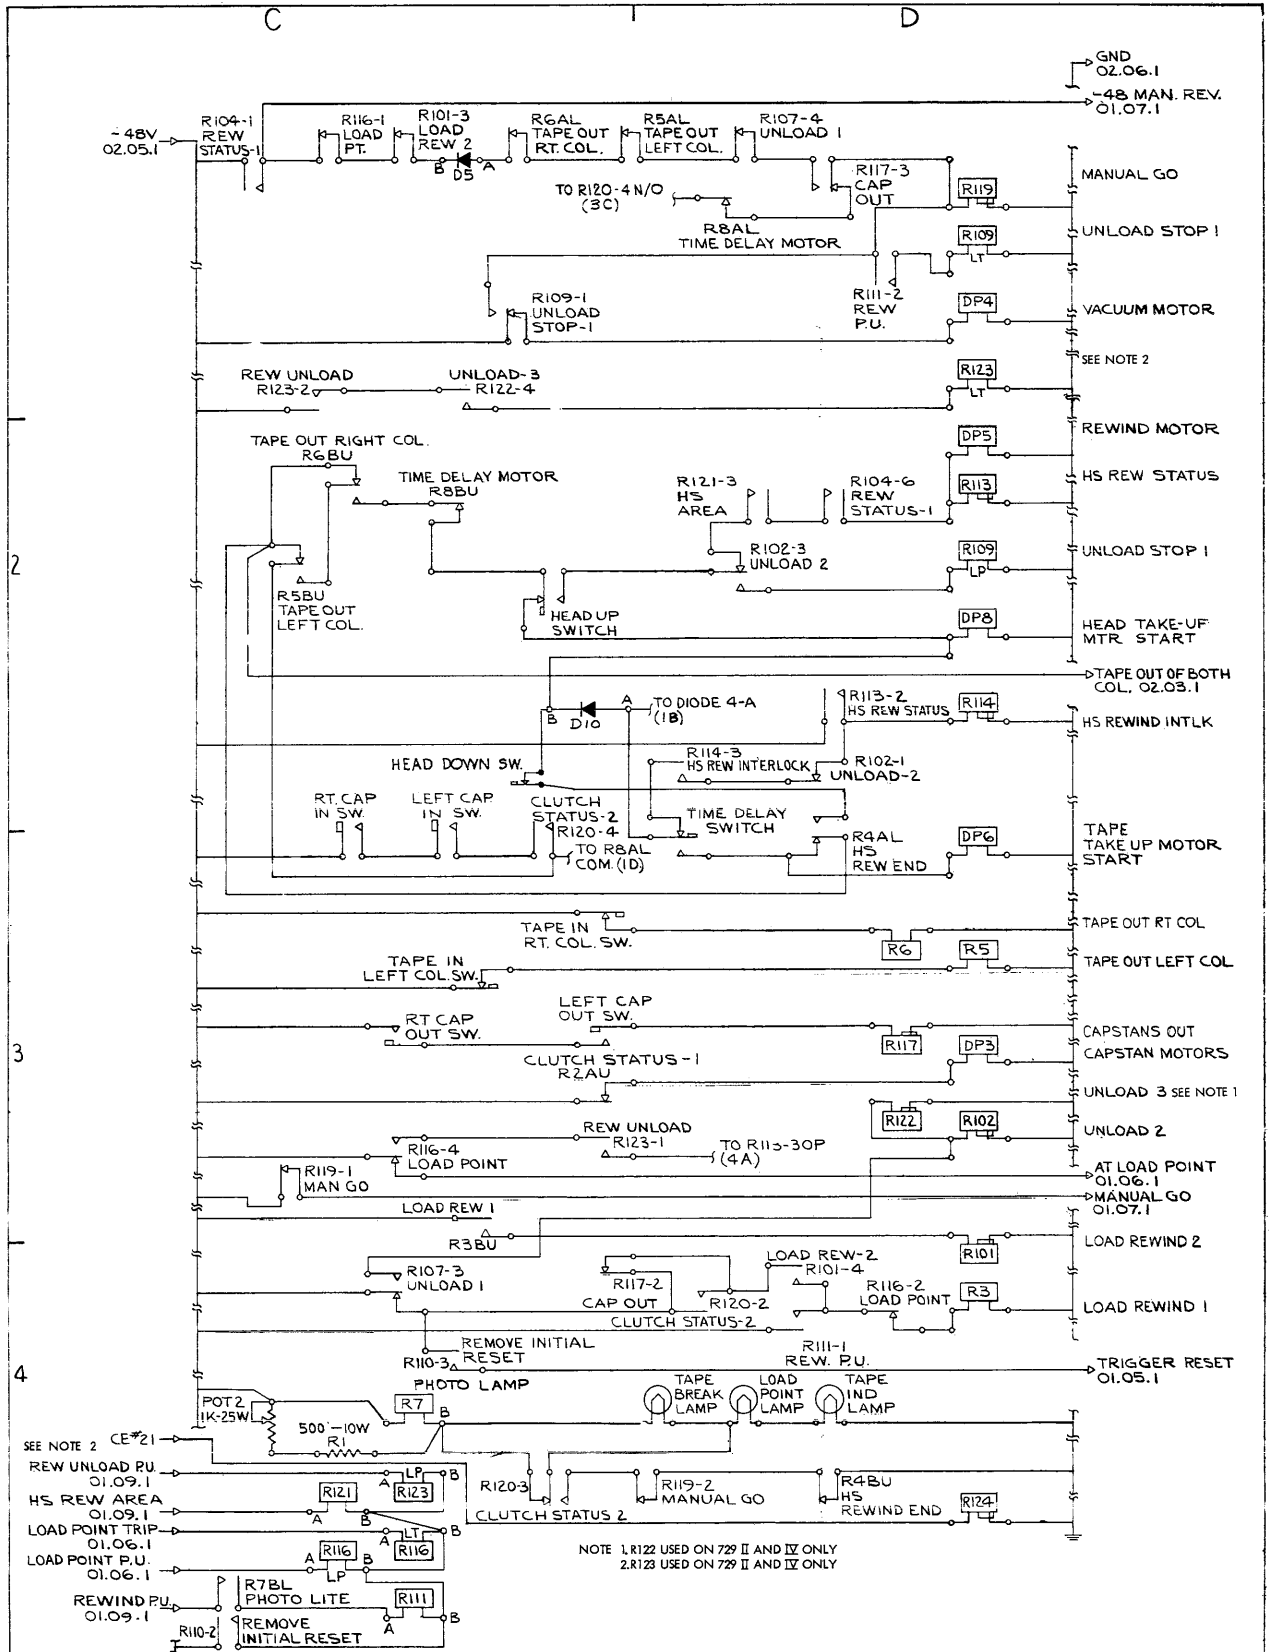 C
D
GND
02.06.1
-48 MAN. REV.
01.07.1
-48V
02.05.1
R104-1
REW
STATUS-1
R116-1
LOAD
PT.
R101-3
LOAD
REW 2
B
D5
A
R6AL
TAPE OUT
RT. COL.
R5AL
TAPE OUT
LEFT COL.
R107-4
UNLOAD 1
R117-3
CAP
OUT
TO R120-4 N/O
(3C)
R8AL
TIME DELAY MOTOR
R119
MANUAL GO
R109
LT
UNLOAD STOP 1
R109-1
UNLOAD
STOP-1
R111-2
REW
P.U.
DP4
VACUUM MOTOR
SEE NOTE 2
REW UNLOAD
R123-2
UNLOAD-3
R122-4
R123
LT
TAPE OUT RIGHT COL.
R6BU
TIME DELAY MOTOR
R8BU
DP5
REWIND MOTOR
R121-3
HS
AREA
R104-6
REW
STATUS-1
R113
HS REW STATUS
2
R5BU
TAPE OUT
LEFT COL.
R102-3
UNLOAD 2
R109
LP
UNLOAD STOP 1
HEAD UP
SWITCH
DP8
HEAD TAKE-UP
MTR START
TAPE OUT OF BOTH
COL. 02.03.1
B
D10
A
TO DIODE 4-A
(1B)
R113-2
HS REW STATUS
R114
HS REWIND INTLK
HEAD DOWN SW.
R114-3
HS REW INTERLOCK
R102-1
UNLOAD-2
RT. CAP
IN SW.
LEFT CAP
IN SW.
CLUTCH
STATUS-2
R120-4
TO R8AL
COM. (1D)
TIME DELAY
SWITCH
R4AL
HS
REW END
DP6
TAPE
TAKE UP MOTOR
START
TAPE IN
RT. COL. SW.
R6
TAPE OUT RT COL
TAPE IN
LEFT COL. SW.
R5
TAPE OUT LEFT COL
3
RT CAP
OUT SW.
LEFT CAP
OUT SW.
R117
CAPSTANS OUT
CLUTCH STATUS-1
R2AU
DP3
CAPSTAN MOTORS
R122
UNLOAD 3 SEE NOTE 1
R116-4
LOAD POINT
REW UNLOAD
R123-1
TO R113-3OP
(4A)
R102
UNLOAD 2
AT LOAD POINT
01.06.1
R119-1
MAN GO
MANUAL GO
01.07.1
LOAD REW 1
R3BU
R101
LOAD REWIND 2
R107-3
UNLOAD 1
R117-2
CAP OUT
LOAD REW-2
R101-4
R120-2
CLUTCH STATUS-2
R116-2
LOAD POINT
R3
LOAD REWIND 1
4
R110-3
REMOVE INITIAL
RESET
R111-1
REW. P.U.
TRIGGER RESET
01.05.1
PHOTO LAMP
POT 2
1K-25W
R7
B
TAPE
BREAK
LAMP
LOAD
POINT
LAMP
TAPE
IND
LAMP
500~-10W
R1
SEE NOTE 2 CE#21
REW UNLOAD P.U.
01.09.1
A
LP
R123
B
R120-3
CLUTCH STATUS 2
R119-2
MANUAL GO
R4BU
HS
REWIND END
HS REW AREA
01.09.1
R121
A
B
R124
LOAD POINT TRIP
01.06.1
A
LT
R116
B
LOAD POINT P.U.
01.06.1
A
R116
LP
B
NOTE 1. R122 USED ON 729 II AND IV ONLY
2. R123 USED ON 729 II AND IV ONLY
REWIND P.U.
01.09.1
R7BL
PHOTO LITE
R111
A
B
R110-2
REMOVE
INITIAL RESET